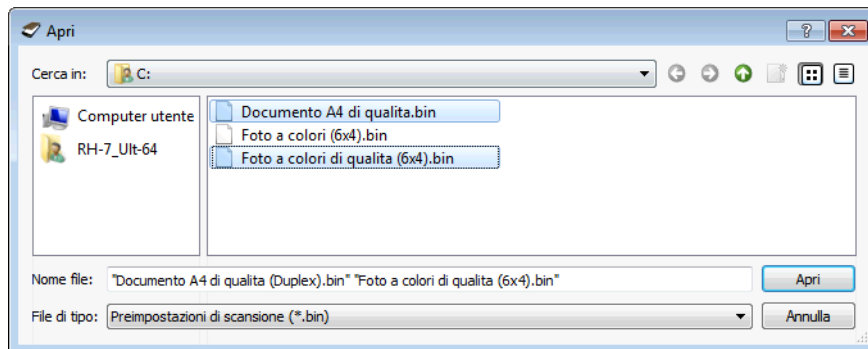 Apri
Cerca in: C:
Computer utente
RH-7_Ult-64
Documento A4 di qualita.bin
Foto a colori (6x4).bin
Foto a colori di qualita (6x4).bin
Nome file: "Documento A4 di qualita (Duplex).bin" "Foto a colori di qualita (6x4).bin" Apri
File di tipo: Preimpostazioni di scansione (*.bin) Annulla